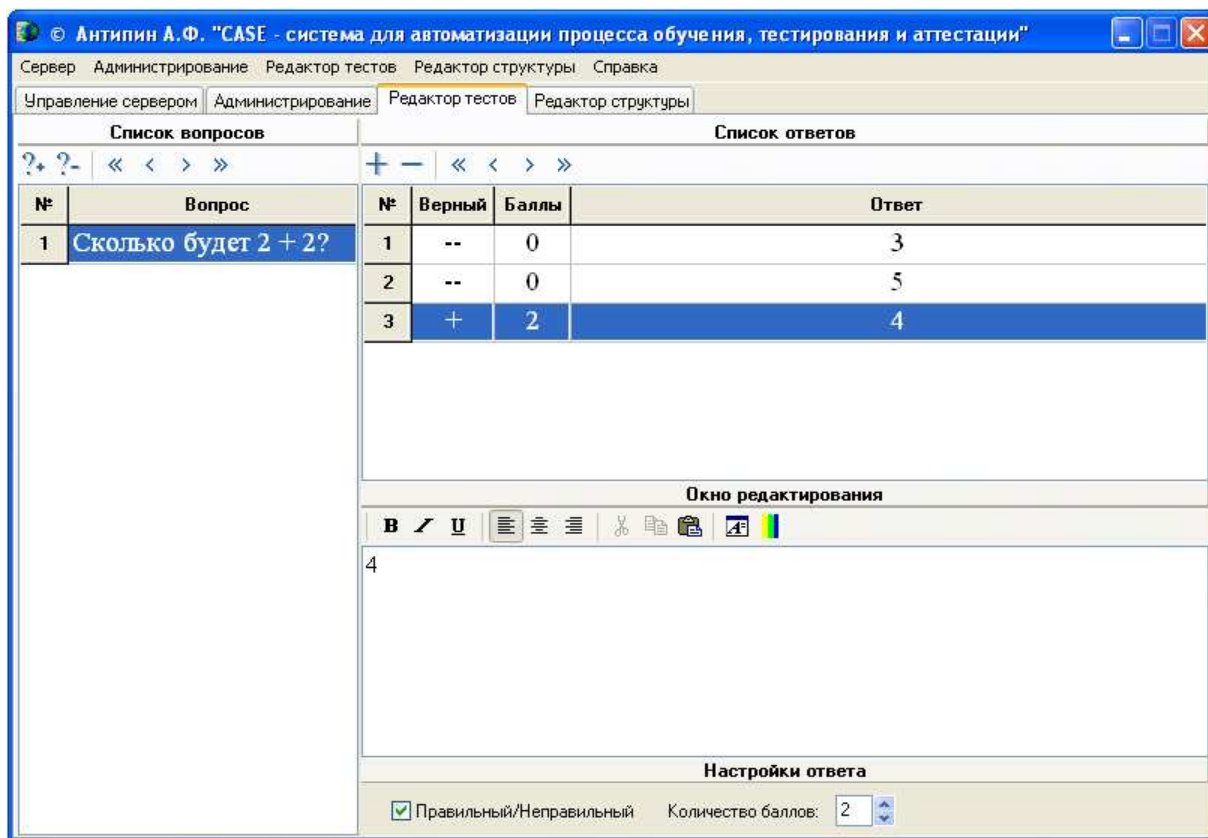 © Антипин А.Ф. "CASE - система для автоматизации процесса обучения, тестирования и аттестации"
Сервер Администрирование Редактор тестов Редактор структуры Справка
Управление сервером Администрирование Редактор тестов Редактор структуры
Список вопросов Список ответов
?+ ?- « < > » + − « < > »
№ Вопрос № Верный Баллы Ответ
1 Сколько будет 2 + 2? 1 -- 0 3
2 -- 0 5
3 + 2 4
Окно редактирования
B I U A
4
Настройки ответа
Правильный/Неправильный Количество баллов: 2